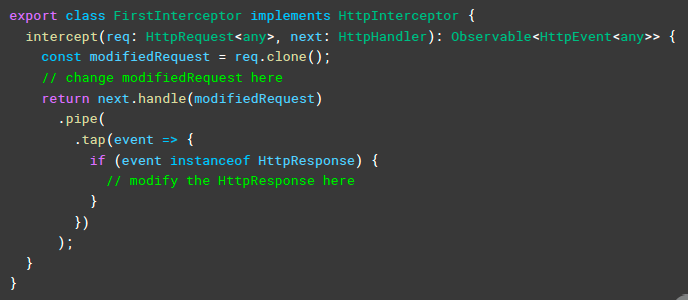 export class FirstInterceptor implements HttpInterceptor {
  intercept(req: HttpRequest<any>, next: HttpHandler): Observable<HttpEvent<any>> {
    const modifiedRequest = req.clone();
    // change modifiedRequest here
    return next.handle(modifiedRequest)
      .pipe(
        .tap(event => {
          if (event instanceof HttpResponse) {
            // modify the HttpResponse here
          }
        })
      );
  }
}